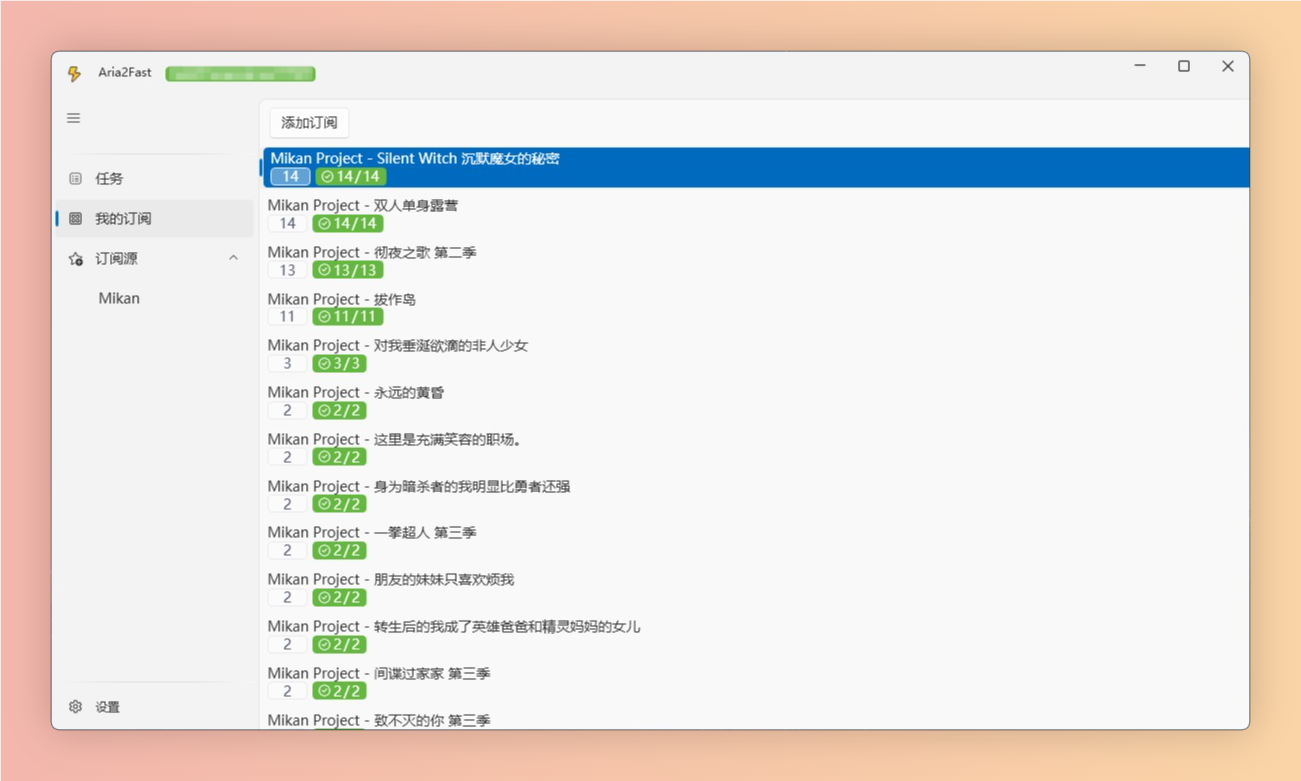 Aria2Fast
添加订阅
任务
我的订阅
订阅源
Mikan
设置
Mikan Project - Silent Witch 沉默魔女的秘密
14 14/14
Mikan Project - 双人单身露营
14 14/14
Mikan Project - 彻夜之歌 第二季
13 13/13
Mikan Project - 拔作岛
11 11/11
Mikan Project - 对我垂涎欲滴的非人少女
3 3/3
Mikan Project - 永远的黄昏
2 2/2
Mikan Project - 这里是充满笑容的职场。
2 2/2
Mikan Project - 身为暗杀者的我明显比勇者还强
2 2/2
Mikan Project - 一拳超人 第三季
2 2/2
Mikan Project - 朋友的妹妹只喜欢烦我
2 2/2
Mikan Project - 转生后的我成了英雄爸爸和精灵妈妈的女儿
2 2/2
Mikan Project - 间谍过家家 第三季
2 2/2
Mikan Project - 致不灭的你 第三季